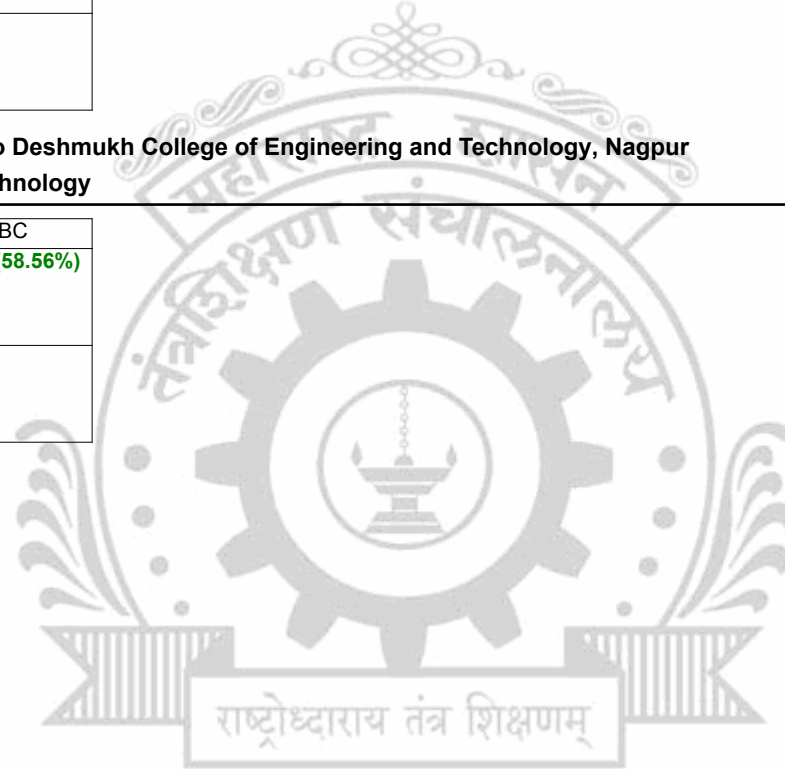 o Deshmukh College of Engineering and Technology, Nagpur
hnology
BC
58.56%)
महाराष्ट्र शासन
तंत्रशिक्षण संचालनालय
राष्ट्रोध्दाराय तंत्र शिक्षणम्